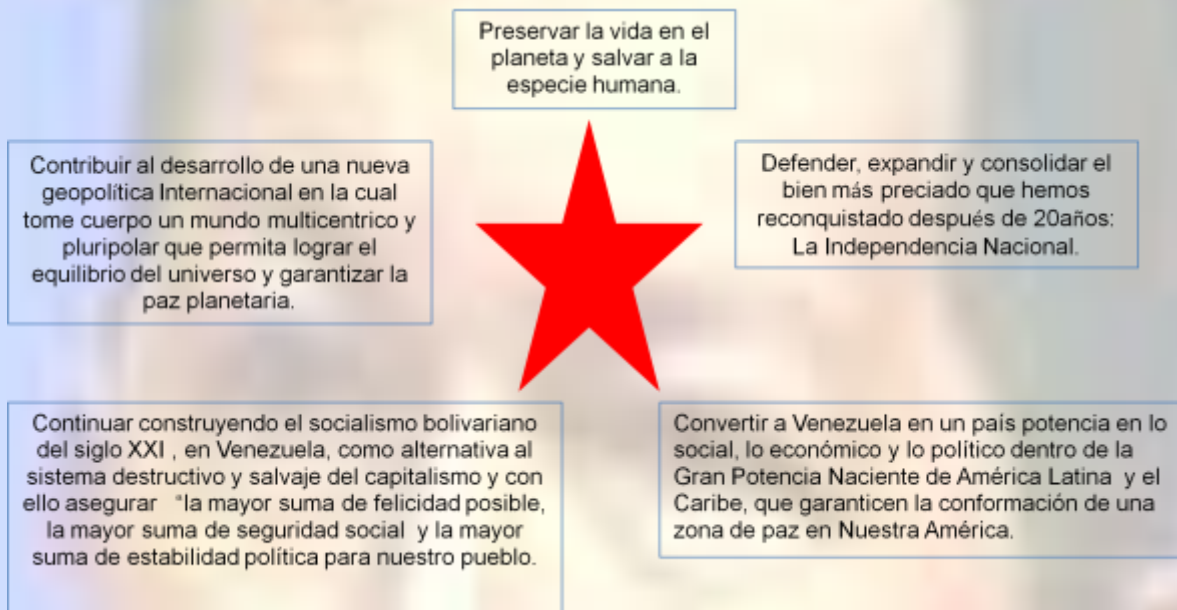 Preservar la vida en el
planeta y salvar a la
especie humana.
Contribuir al desarrollo de una nueva
geopolítica Internacional en la cual
tome cuerpo un mundo multicentrico y
pluripolar que permita lograr el
equilibrio del universo y garantizar la
paz planetaria.
Defender, expandir y consolidar el
bien más preciado que hemos
reconquistado después de 20años:
La Independencia Nacional.
Continuar construyendo el socialismo bolivariano
del siglo XXI , en Venezuela, como alternativa al
sistema destructivo y salvaje del capitalismo y con
ello asegurar “la mayor suma de felicidad posible,
la mayor suma de seguridad social y la mayor
suma de estabilidad política para nuestro pueblo.
Convertir a Venezuela en un país potencia en lo
social, lo económico y lo político dentro de la
Gran Potencia Naciente de América Latina y el
Caribe, que garanticen la conformación de una
zona de paz en Nuestra América.